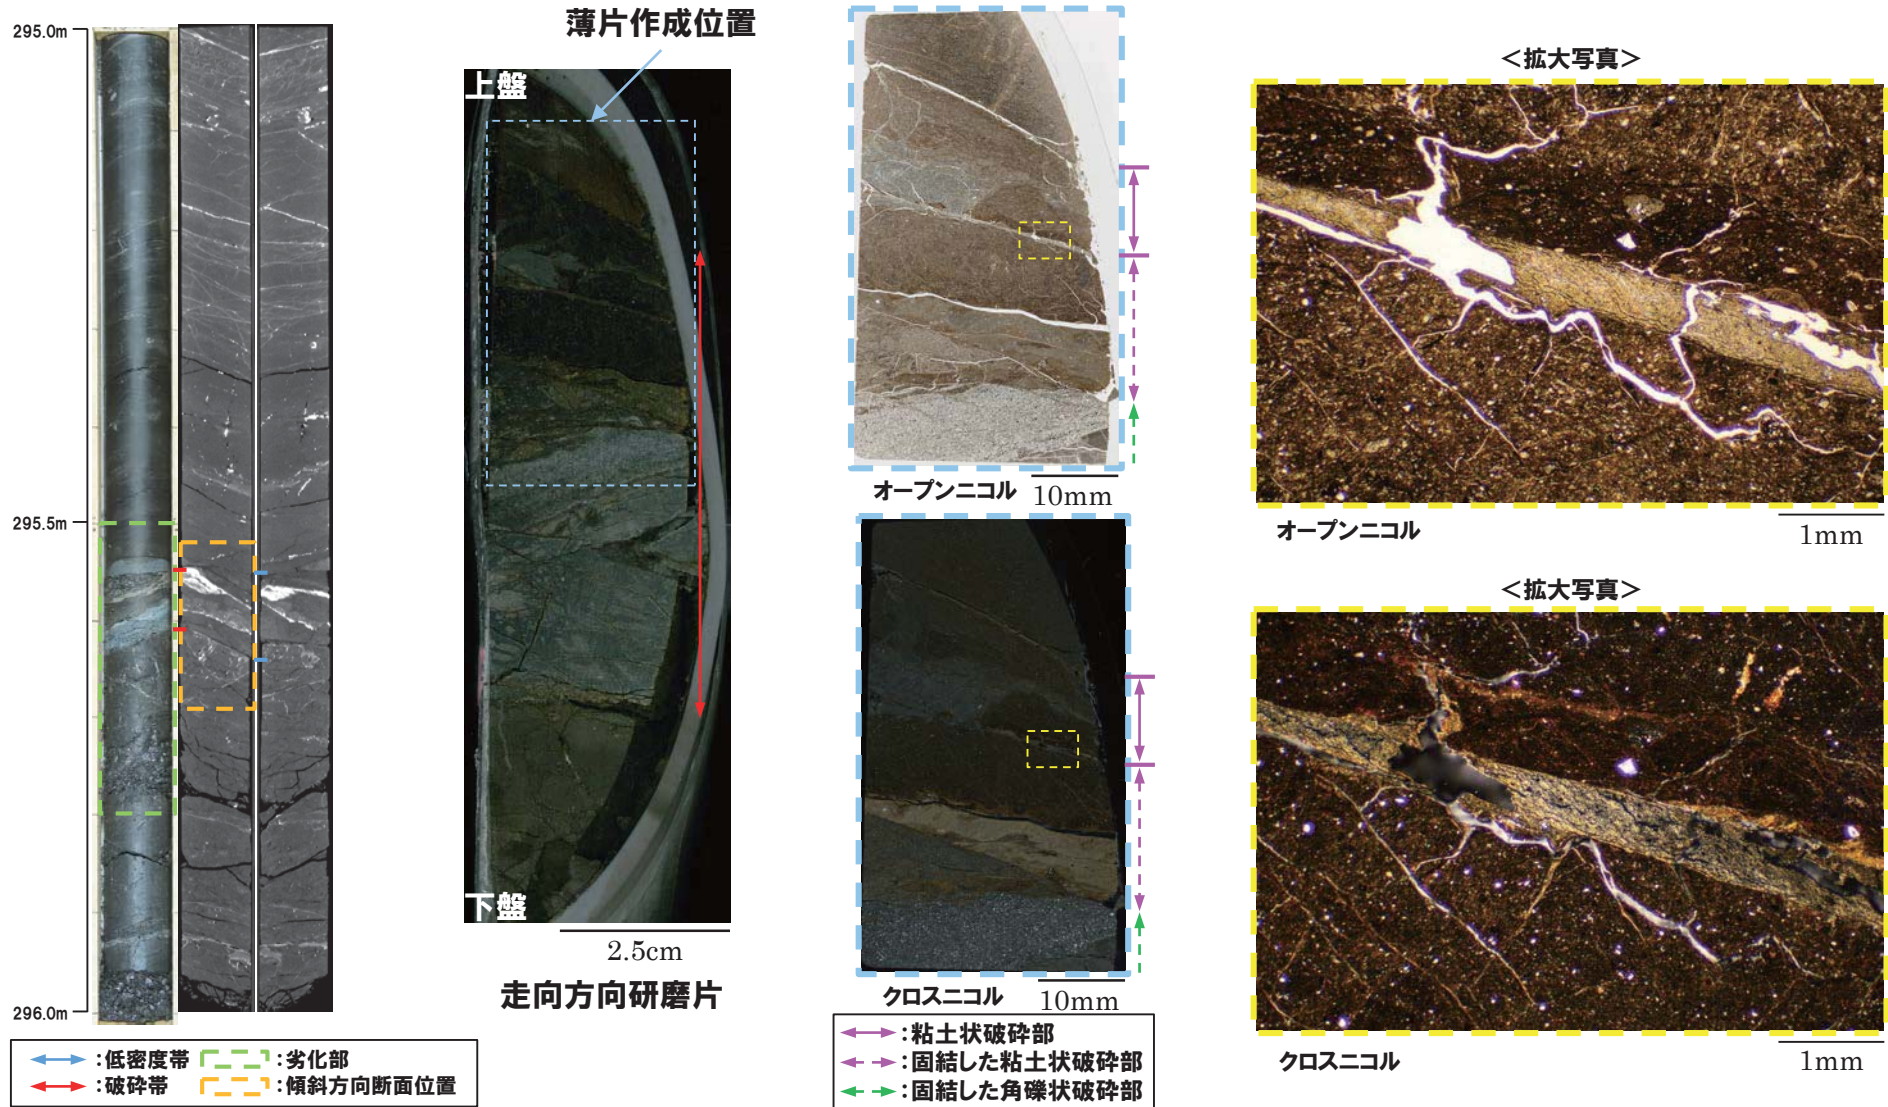 295.0m
295.5m
296.0m
薄片作成位置
上盤
下盤
2.5cm
走向方向研磨片
オープンニコル
10mm
クロスニコル
10mm
<拡大写真>
オープンニコル
1mm
<拡大写真>
クロスニコル
1mm
:低密度帯
:劣化部
:破砕帯
:傾斜方向断面位置
:粘土状破砕部
:固結した粘土状破砕部
:固結した角礫状破砕部